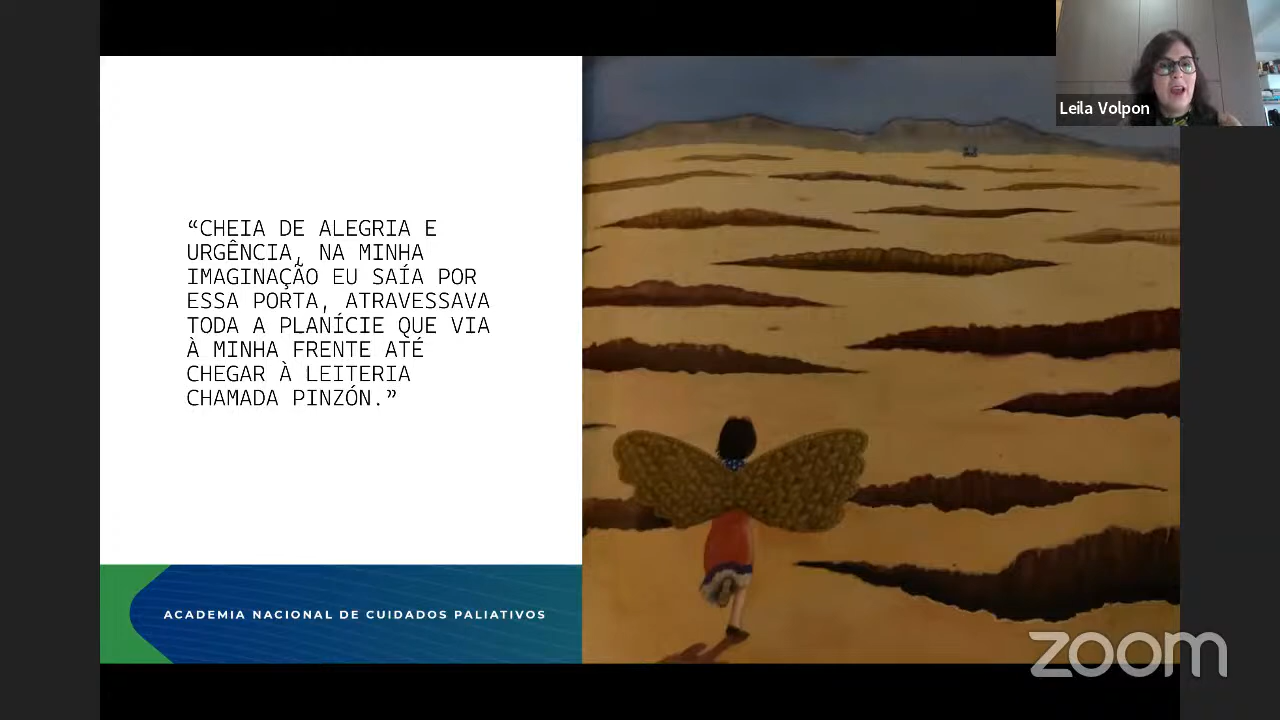 Leila Volpon
“CHEIA DE ALEGRIA E
URGÊNCIA, NA MINHA
IMAGINAÇÃO EU SAÍA POR
ESSA PORTA, ATRAVESSAVA
TODA A PLANÍCIE QUE VIA
À MINHA FRENTE ATÉ
CHEGAR À LEITERIA
CHAMADA PINZÓN.”
ACADEMIA NACIONAL DE CUIDADOS PALIATIVOS
zoom